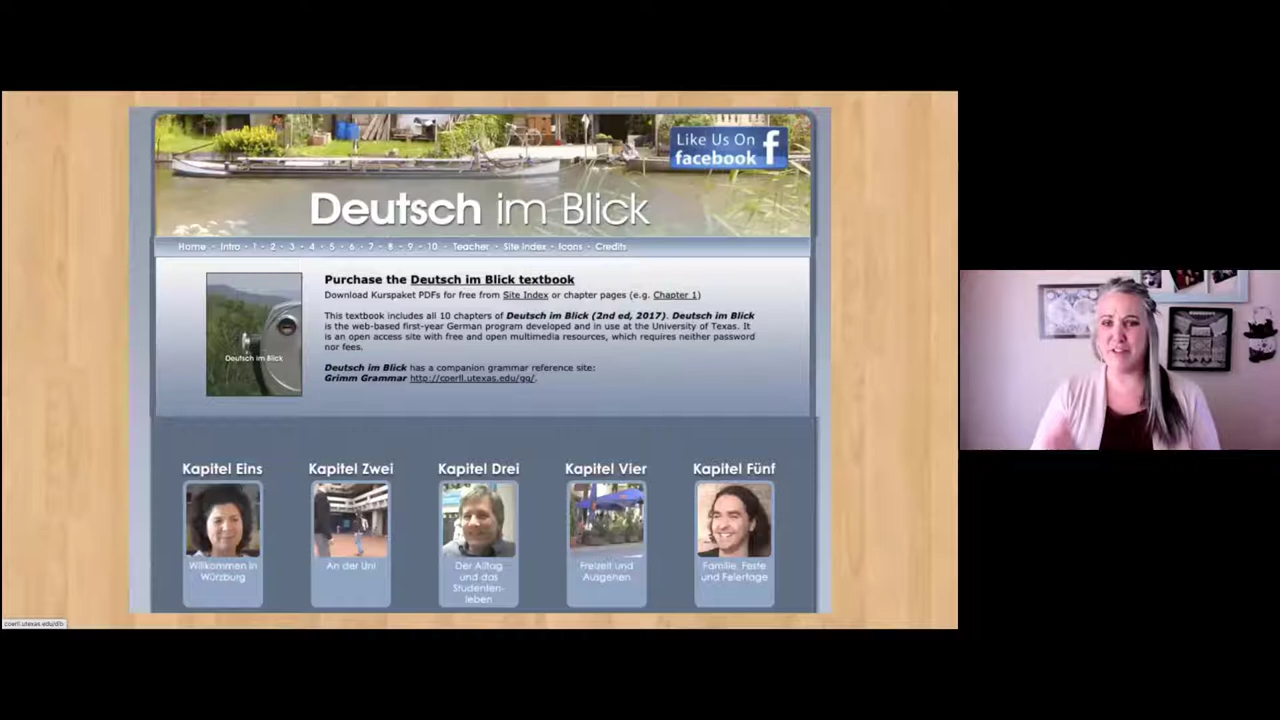 Like Us On
facebook f
Deutsch im Blick
Home • Intro • 1 • 2 • 3 • 4 • 5 • 6 • 7 • 8 • 9 • 10 • Teacher • Site Index • Icons • Credits
Purchase the Deutsch im Blick textbook
Download Kurspaket PDFs for free from Site Index or chapter pages (e.g. Chapter 1)
This textbook includes all 10 chapters of Deutsch im Blick (2nd ed, 2017). Deutsch im Blick
is the web-based first-year German program developed and in use at the University of Texas. It
is an open access site with free and open multimedia resources, which requires neither password
nor fees.
Deutsch im Blick
Deutsch im Blick has a companion grammar reference site:
Grimm Grammar http://coerll.utexas.edu/gg/.
Kapitel Eins
Kapitel Zwei
Kapitel Drei
Kapitel Vier
Kapitel Fünf
Willkommen in
Würzburg
An der Uni
Der Alltag
und das
Studenten-
leben
Freizeit und
Ausgehen
Familie, Feste
und Feiertage
coerll.utexas.edu/dib